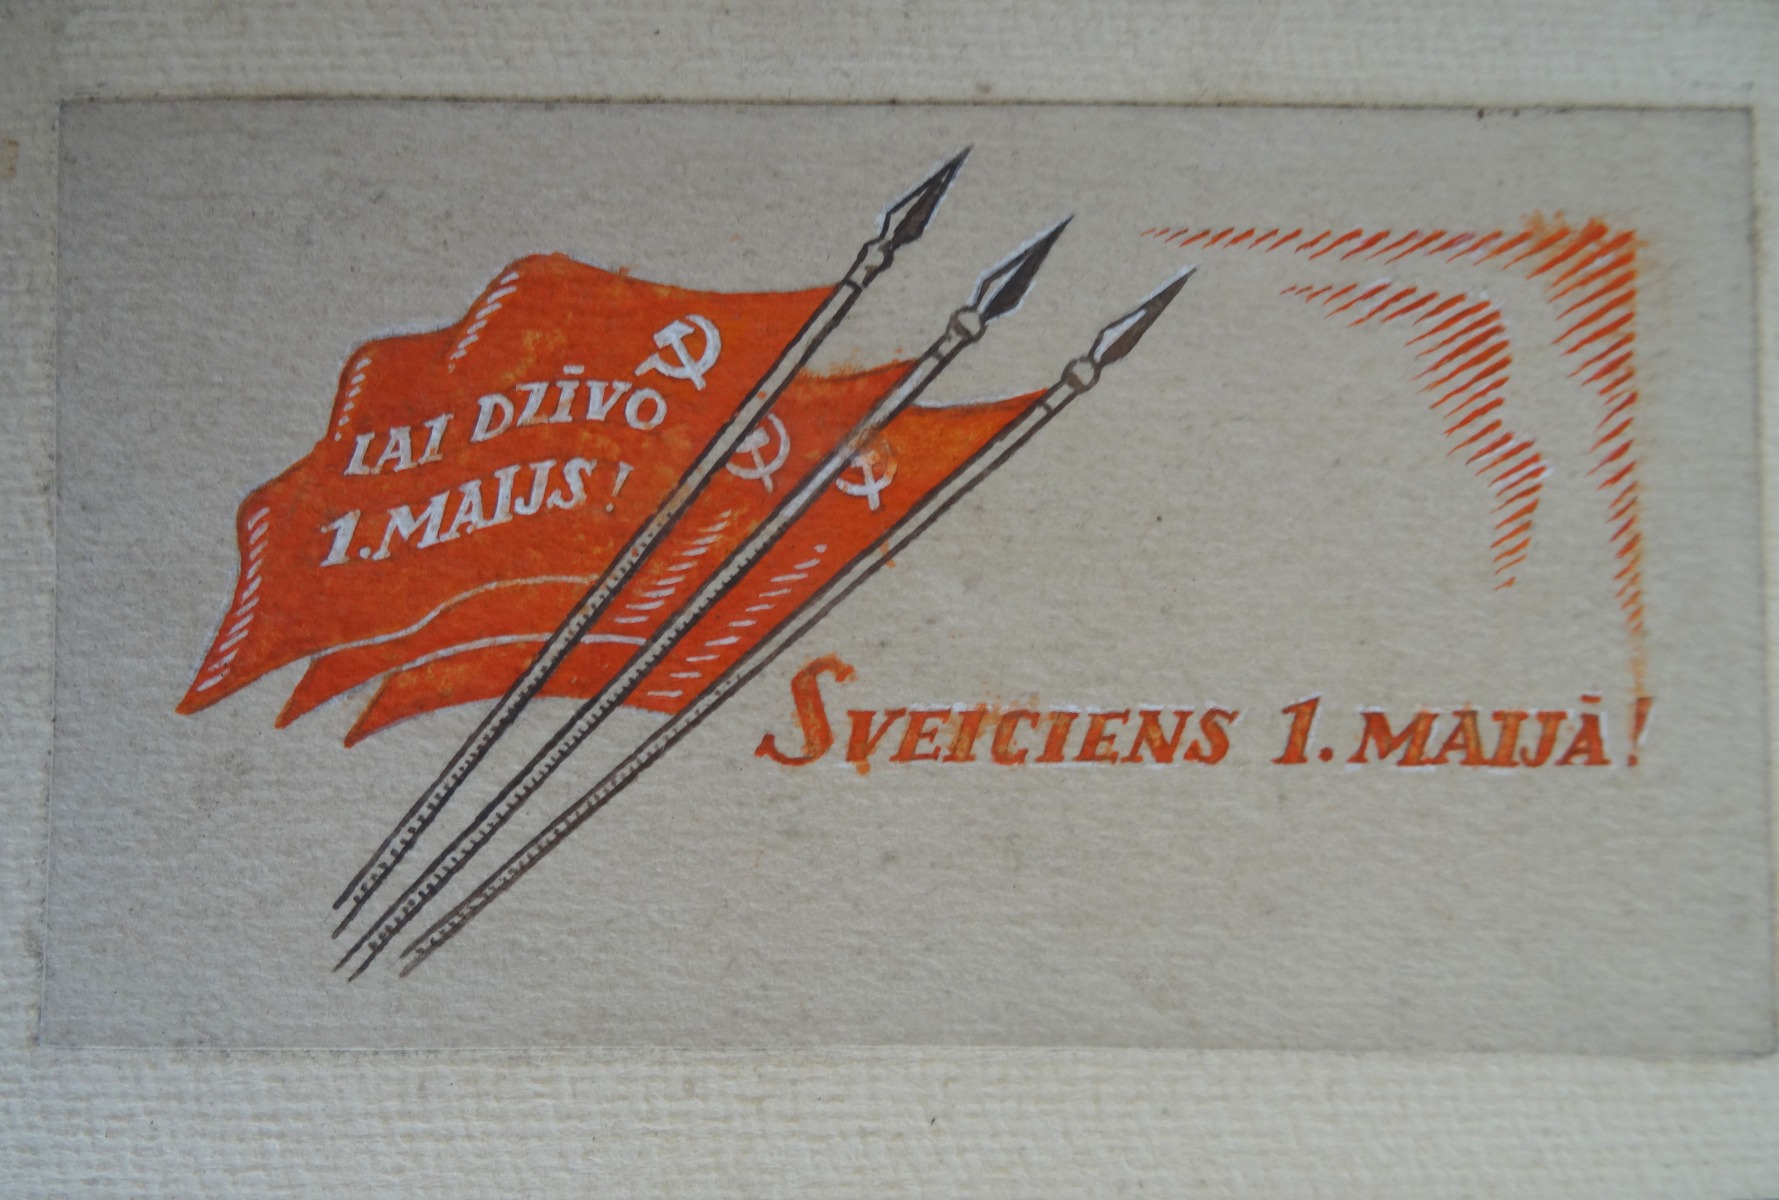 LAI DZĪVO
1. MAIJS!
SVEICIENS 1. MAIJĀ!